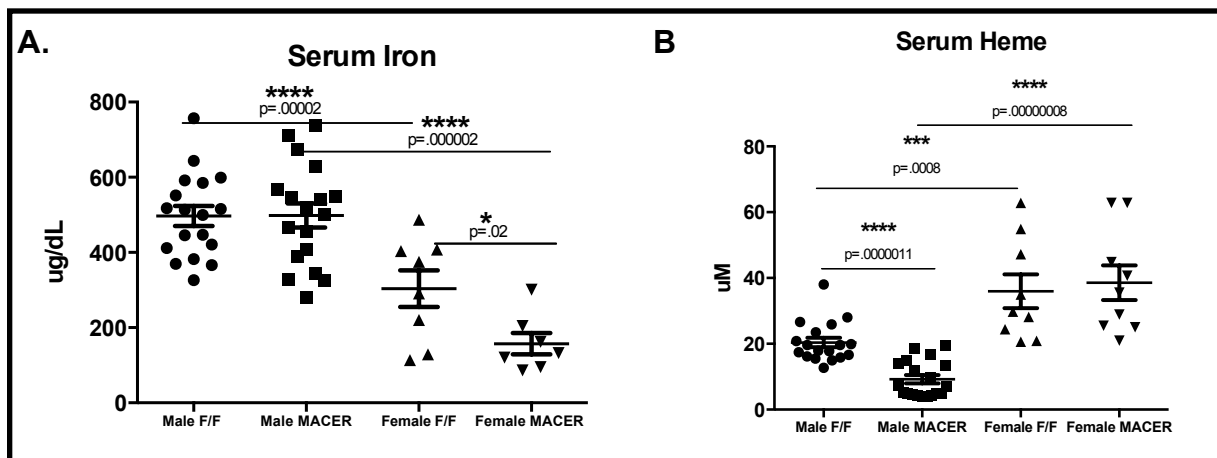 A.
Serum Iron
****
p=.00002
****
p=.000002
*
p=.02
ug/dL
800
600
400
200
0
Male F/F
Male MACER
Female F/F
Female MACER
B
Serum Heme
****
p=.00000008
***
p=.0008
****
p=.0000011
uM
80
60
40
20
0
Male F/F
Male MACER
Female F/F
Female MACER